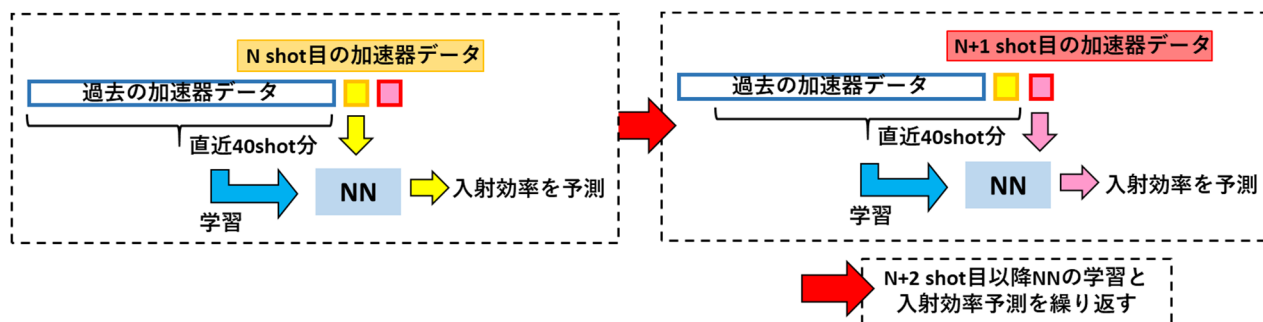 N shot目の加速器データ
過去の加速器データ
直近40shot分
学習
NN
入射効率を予測
N+1 shot目の加速器データ
過去の加速器データ
直近40shot分
学習
NN
入射効率を予測
N+2 shot目以降NNの学習と
入射効率予測を繰り返す